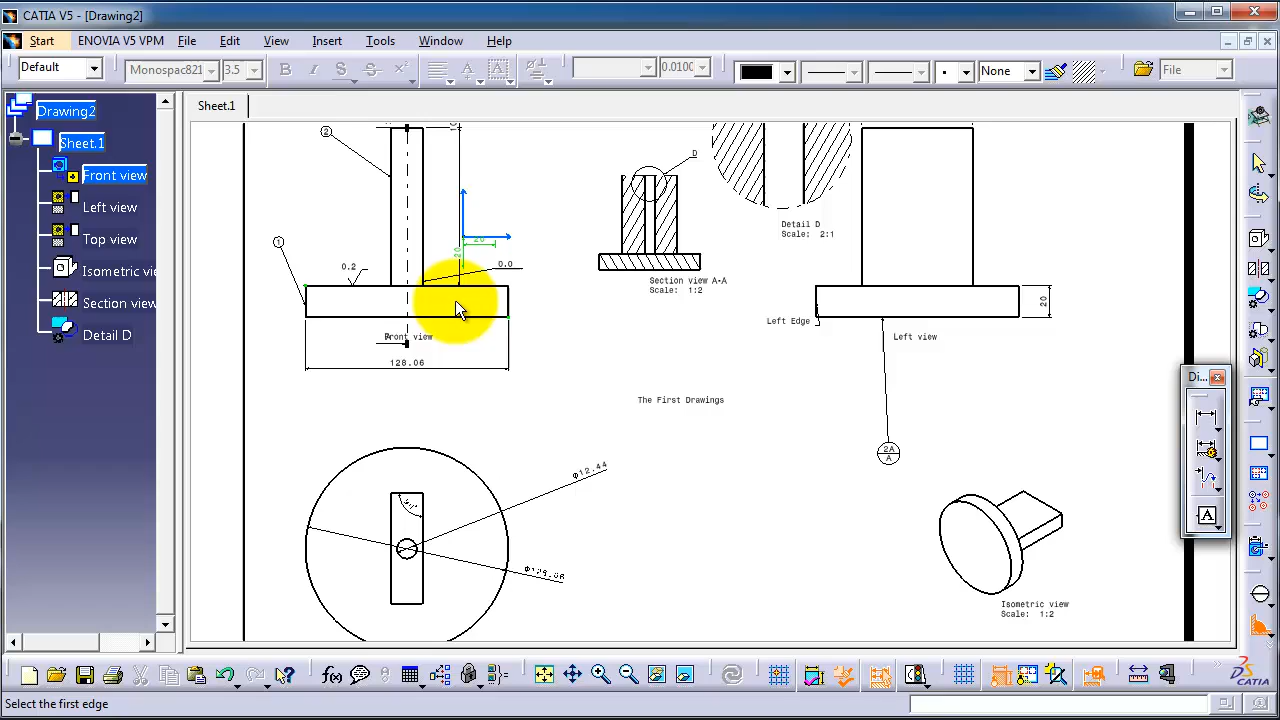 CATIA V5 - [Drawing2]
Start ENOVIA V5 VPM File Edit View Insert Tools Window Help
Default Monospac821 3.5 B I S S 0.0100 None File
Drawing2
Sheet.1
Front view
Left view
Top view
Isometric view
Section view
Detail D
Sheet.1
2
D
Detail D
Scale: 2:1
1
20
20
0.2
0.0
Section view A-A
Scale: 1:2
20
Left Edge
A
Front view
Left view
128.06
The First Drawings
2A
A
Φ12.44
Isometric view
Scale: 1:2
Di...
A
Select the first edge